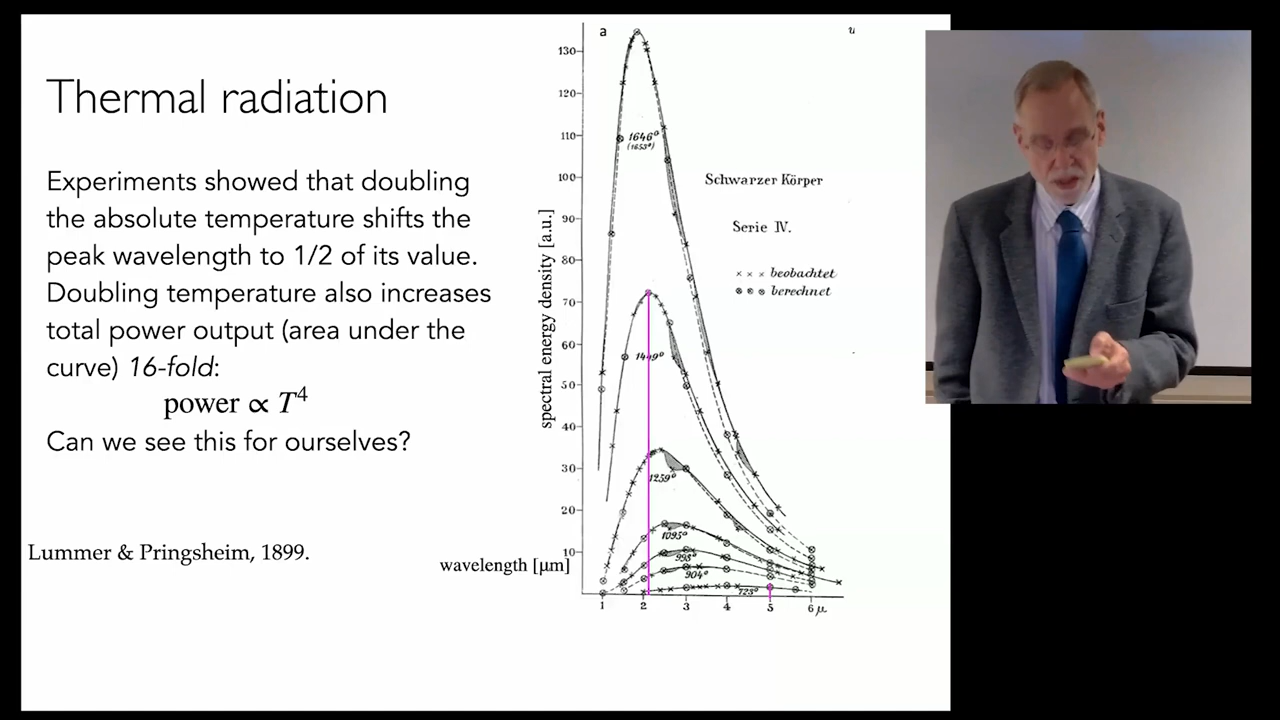 Thermal radiation
Experiments showed that doubling
the absolute temperature shifts the
peak wavelength to 1/2 of its value.
Doubling temperature also increases
total power output (area under the
curve) 16-fold:
power ∝ T⁴
Can we see this for ourselves?
Lummer & Pringsheim, 1899.
a
u
spectral energy density [a.u.]
130
120
110
100
90
80
70
60
50
40
30
20
10
1646°
(1653°)
Schwarzer Körper
Serie IV.
× × × beobachtet
⊗ ⊗ ⊗ berechnet
1449°
1259°
1095°
998°
904°
723°
wavelength [µm]
1 2 3 4 5 6 µ